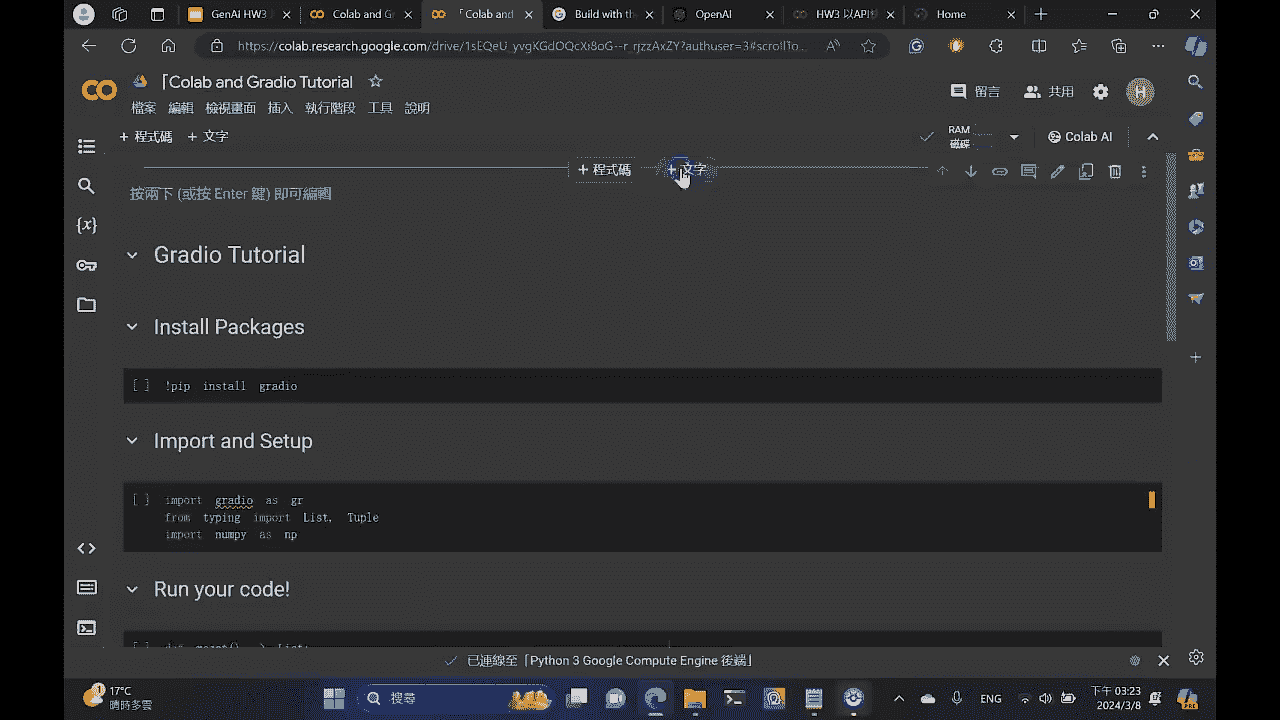 GenAI HW3
Colab and Gr
「Colab and
Build with th
OpenAI
HW3 以API
Home
https://colab.research.google.com/drive/1sEQeU_yvgKGdOQcXi8oG--r_rjzzAxZY?authuser=3#scrollTo...
「Colab and Gradio Tutorial
檔案 編輯 檢視畫面 插入 執行階段 工具 說明
留言
共用
H
+ 程式碼 + 文字
RAM
磁碟
Colab AI
+ 程式碼
+ 文字
按兩下 (或按 Enter 鍵) 即可編輯
Gradio Tutorial
Install Packages
[ ] !pip install gradio
Import and Setup
[ ] import gradio as gr
from typing import List, Tuple
import numpy as np
Run your code!
已連線至「Python 3 Google Compute Engine 後端」
17°C
晴時多雲
搜尋
ENG
下午 03:23
2024/3/8